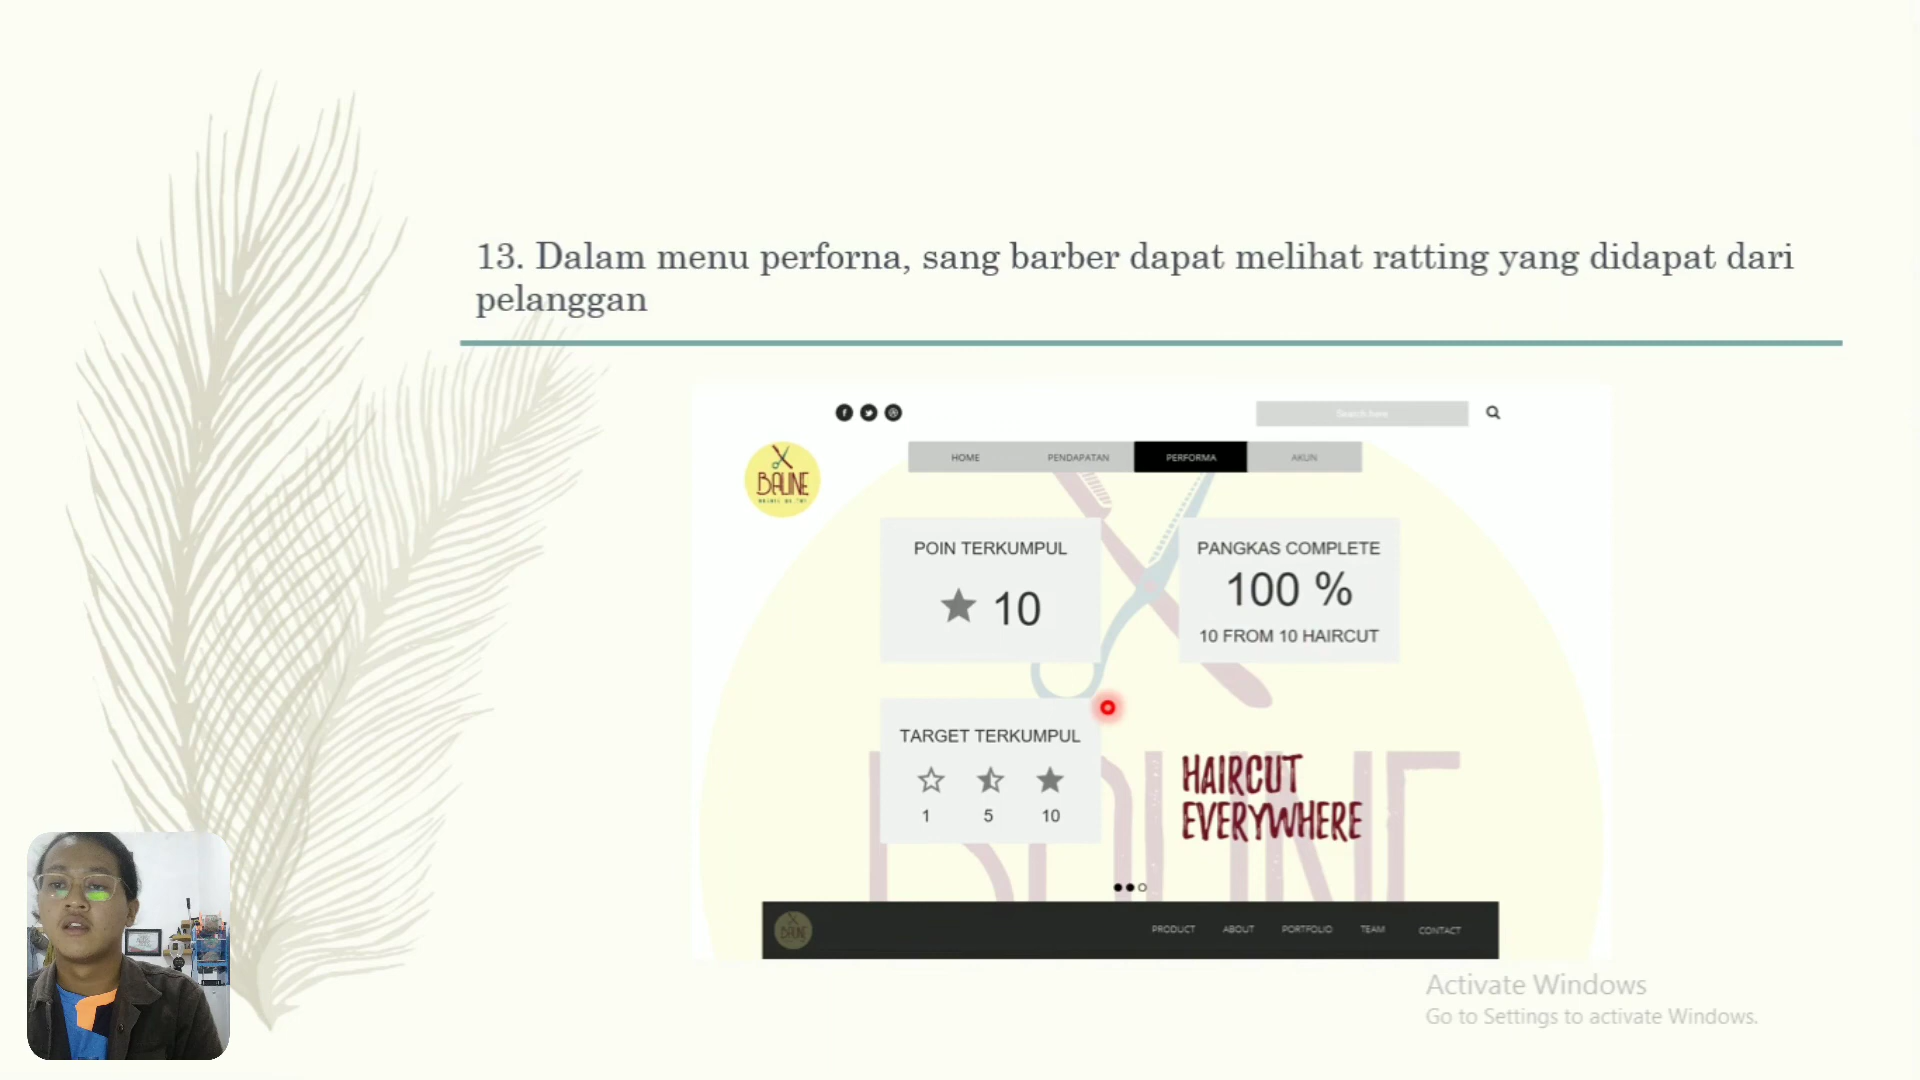 13. Dalam menu perforna, sang barber dapat melihat ratting yang didapat dari
pelanggan
Search here
BALINE
HOME PENDAPATAN PERFORMA AKUN
POIN TERKUMPUL
10
PANGKAS COMPLETE
100 %
10 FROM 10 HAIRCUT
TARGET TERKUMPUL
1 5 10
HAIRCUT
EVERYWHERE
PRODUCT ABOUT PORTFOLIO TEAM CONTACT
Activate Windows
Go to Settings to activate Windows.